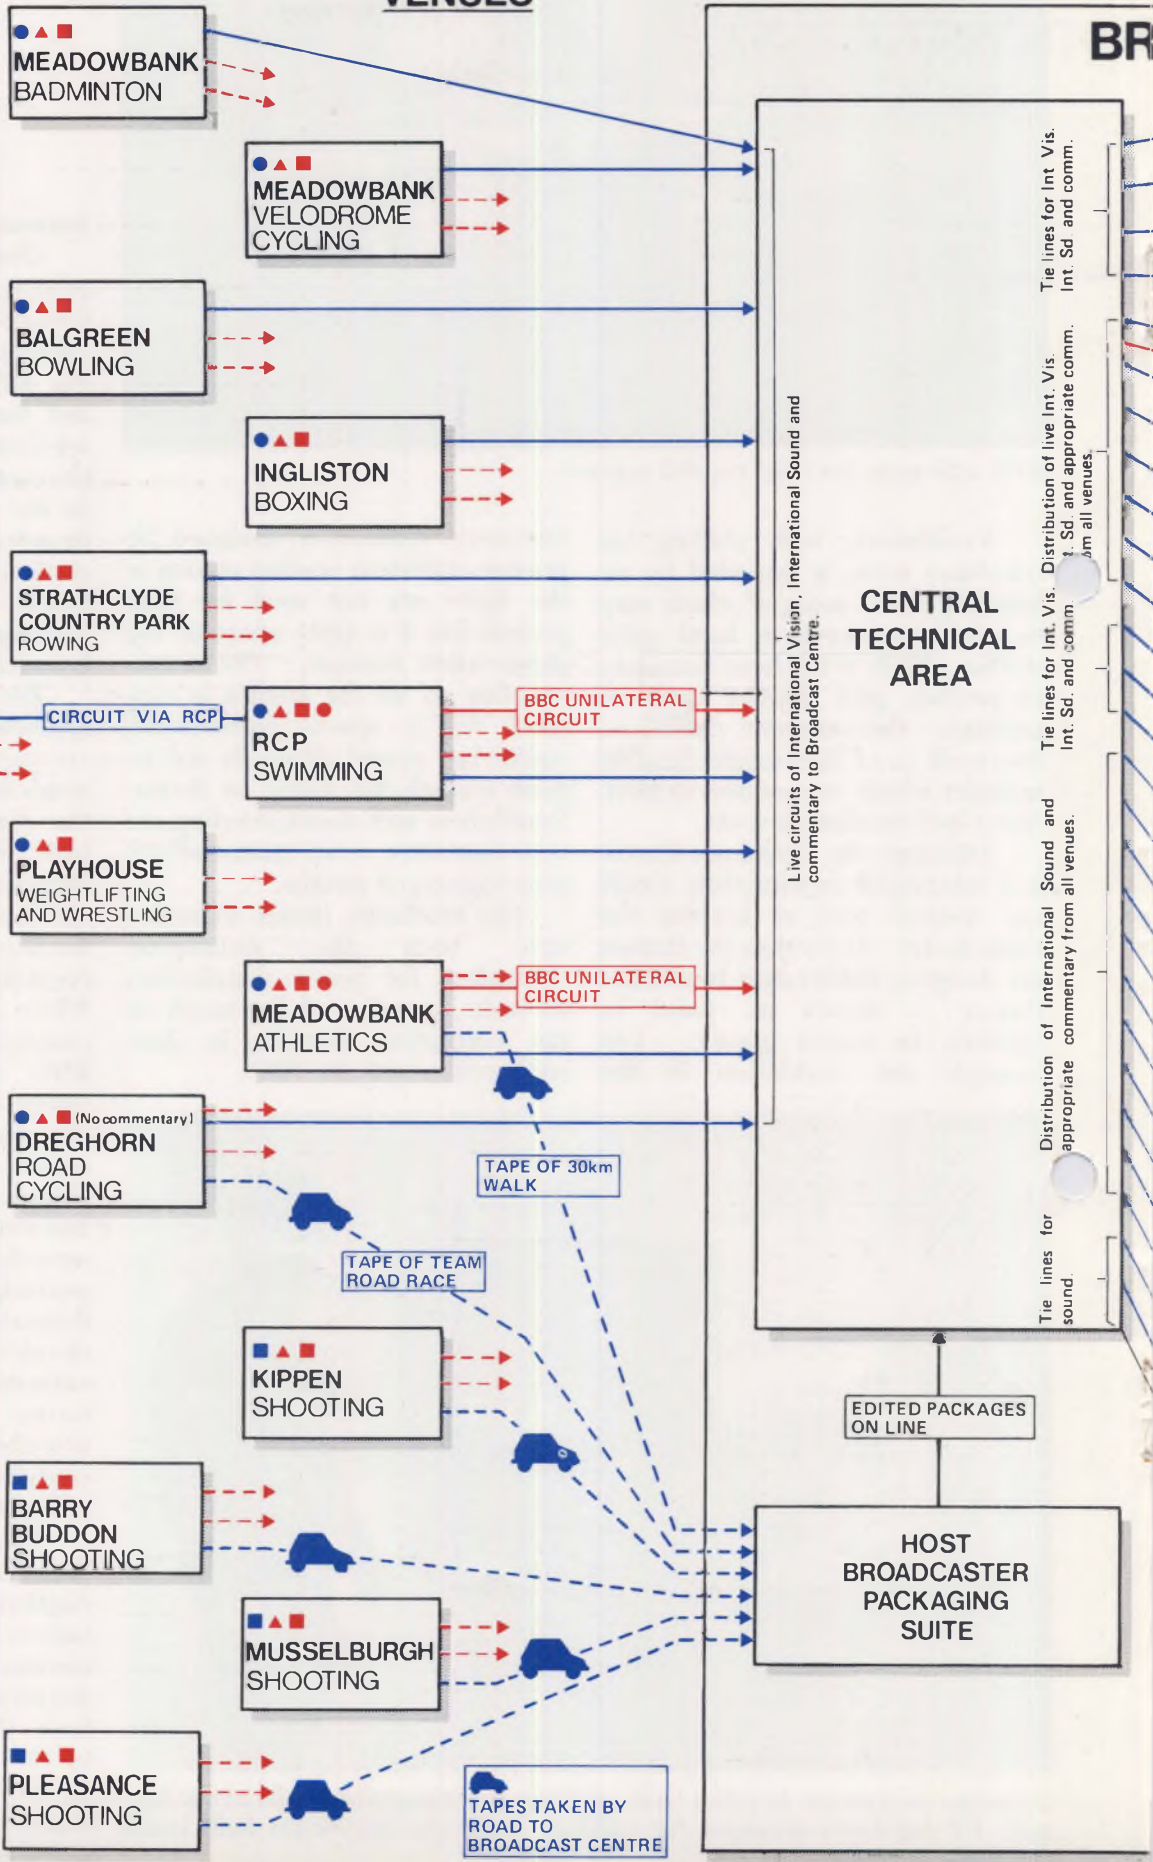 VENUES
BR
MEADOWBANK
BADMINTON
MEADOWBANK
VELODROME
CYCLING
BALGREEN
BOWLING
INGLISTON
BOXING
STRATHCLYDE
COUNTRY PARK
ROWING
CIRCUIT VIA RCP
RCP
SWIMMING
BBC UNILATERAL
CIRCUIT
PLAYHOUSE
WEIGHTLIFTING
AND WRESTLING
MEADOWBANK
ATHLETICS
BBC UNILATERAL
CIRCUIT
(No commentary)
DREGHORN
ROAD
CYCLING
TAPE OF 30km
WALK
TAPE OF TEAM
ROAD RACE
KIPPEN
SHOOTING
BARRY
BUDDON
SHOOTING
MUSSELBURGH
SHOOTING
PLEASANCE
SHOOTING
TAPES TAKEN BY
ROAD TO
BROADCAST CENTRE
Live circuits of International Vision, International Sound and
commentary to Broadcast Centre.
CENTRAL
TECHNICAL
AREA
Tie lines for Int Vis.
Int. Sd. and comm.
Distribution of live Int. Vis.
t. Sd. and appropriate comm.
om all venues.
Tie lines for Int. Vis.
Int. Sd. and comm.
Distribution of International Sound and
appropriate commentary from all venues.
Tie lines for
sound.
EDITED PACKAGES
ON LINE
HOST
BROADCASTER
PACKAGING
SUITE